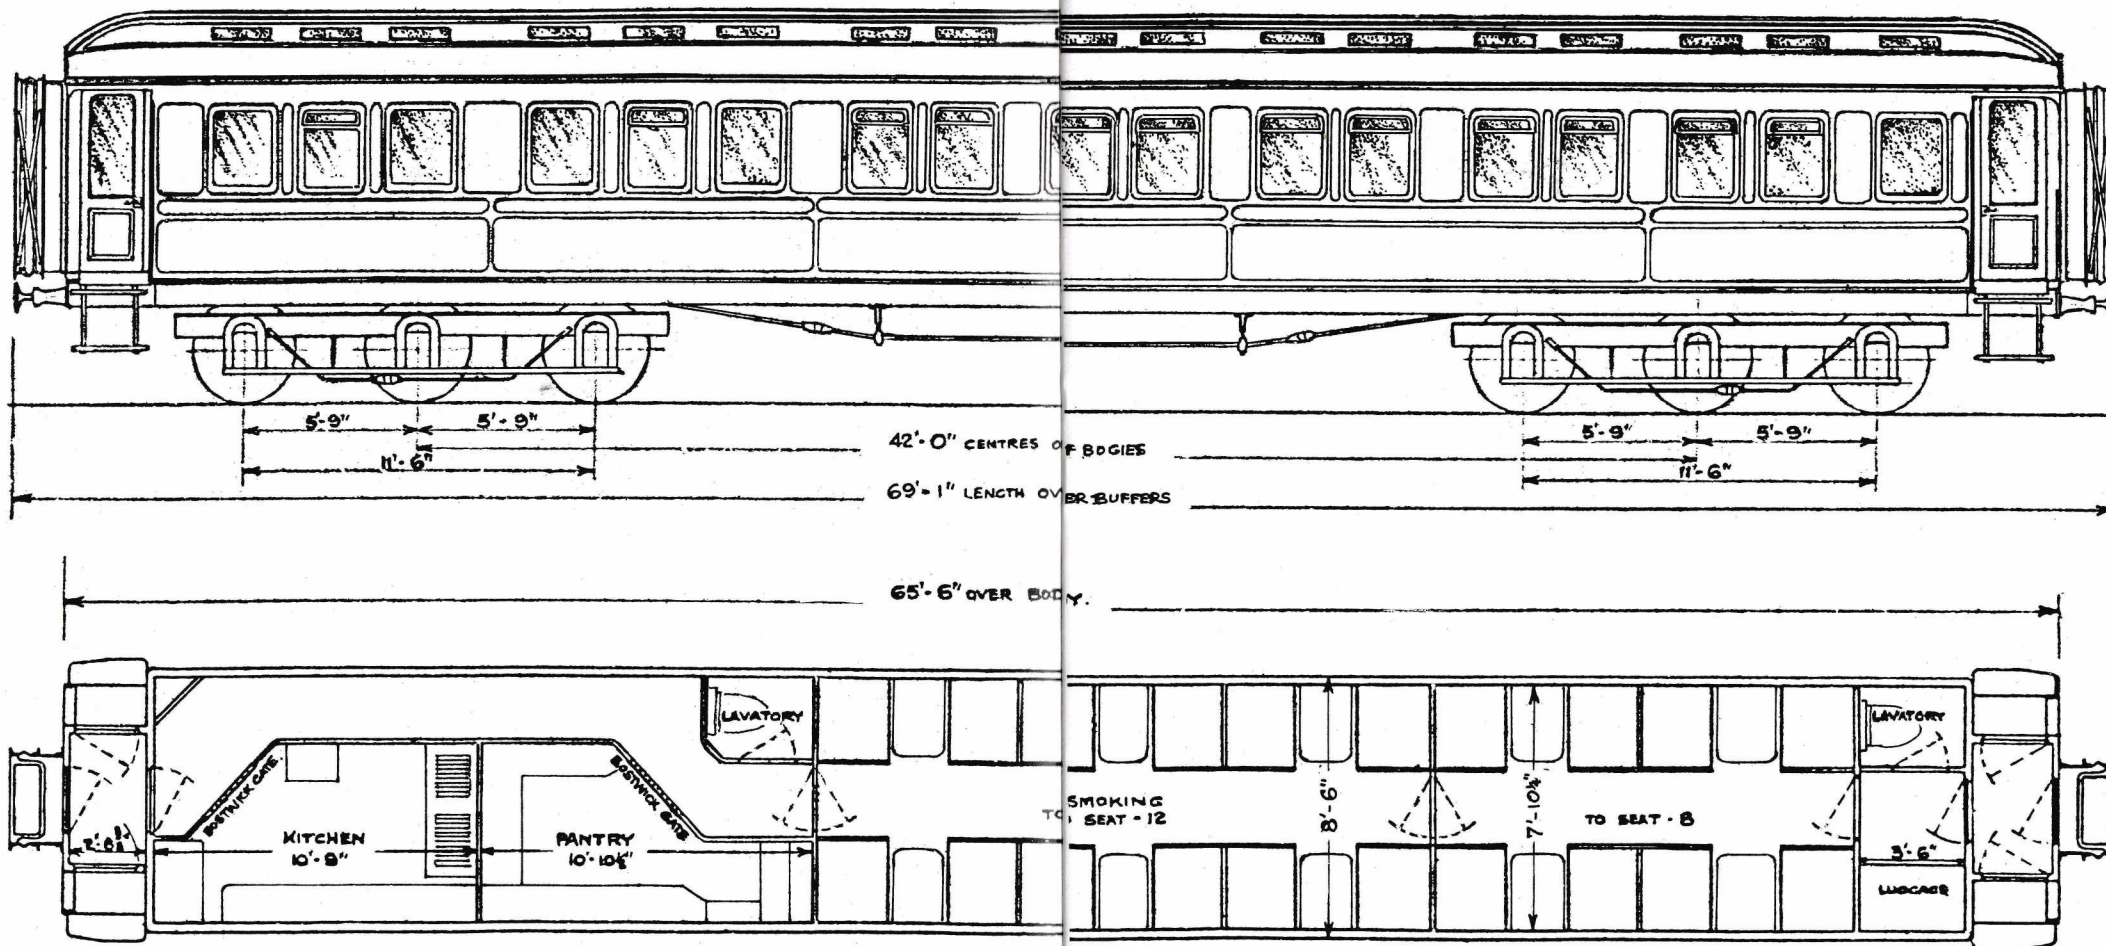 5'-9" 5'-9"
11'-6"
5'-9" 5'-9"
11'-6"
42'-0" CENTRES OF BOGIES
69'-1" LENGTH OVER BUFFERS
65'-6" OVER BODY.
LAVATORY
BOSTWICK GATE.
BOSTWICK GATE
KITCHEN
10'-9"
PANTRY
10'-10½"
SMOKING
TO SEAT - 12
8'-6"
7'-10½"
TO SEAT - 8
LAVATORY
3'-6"
LUGGAGE